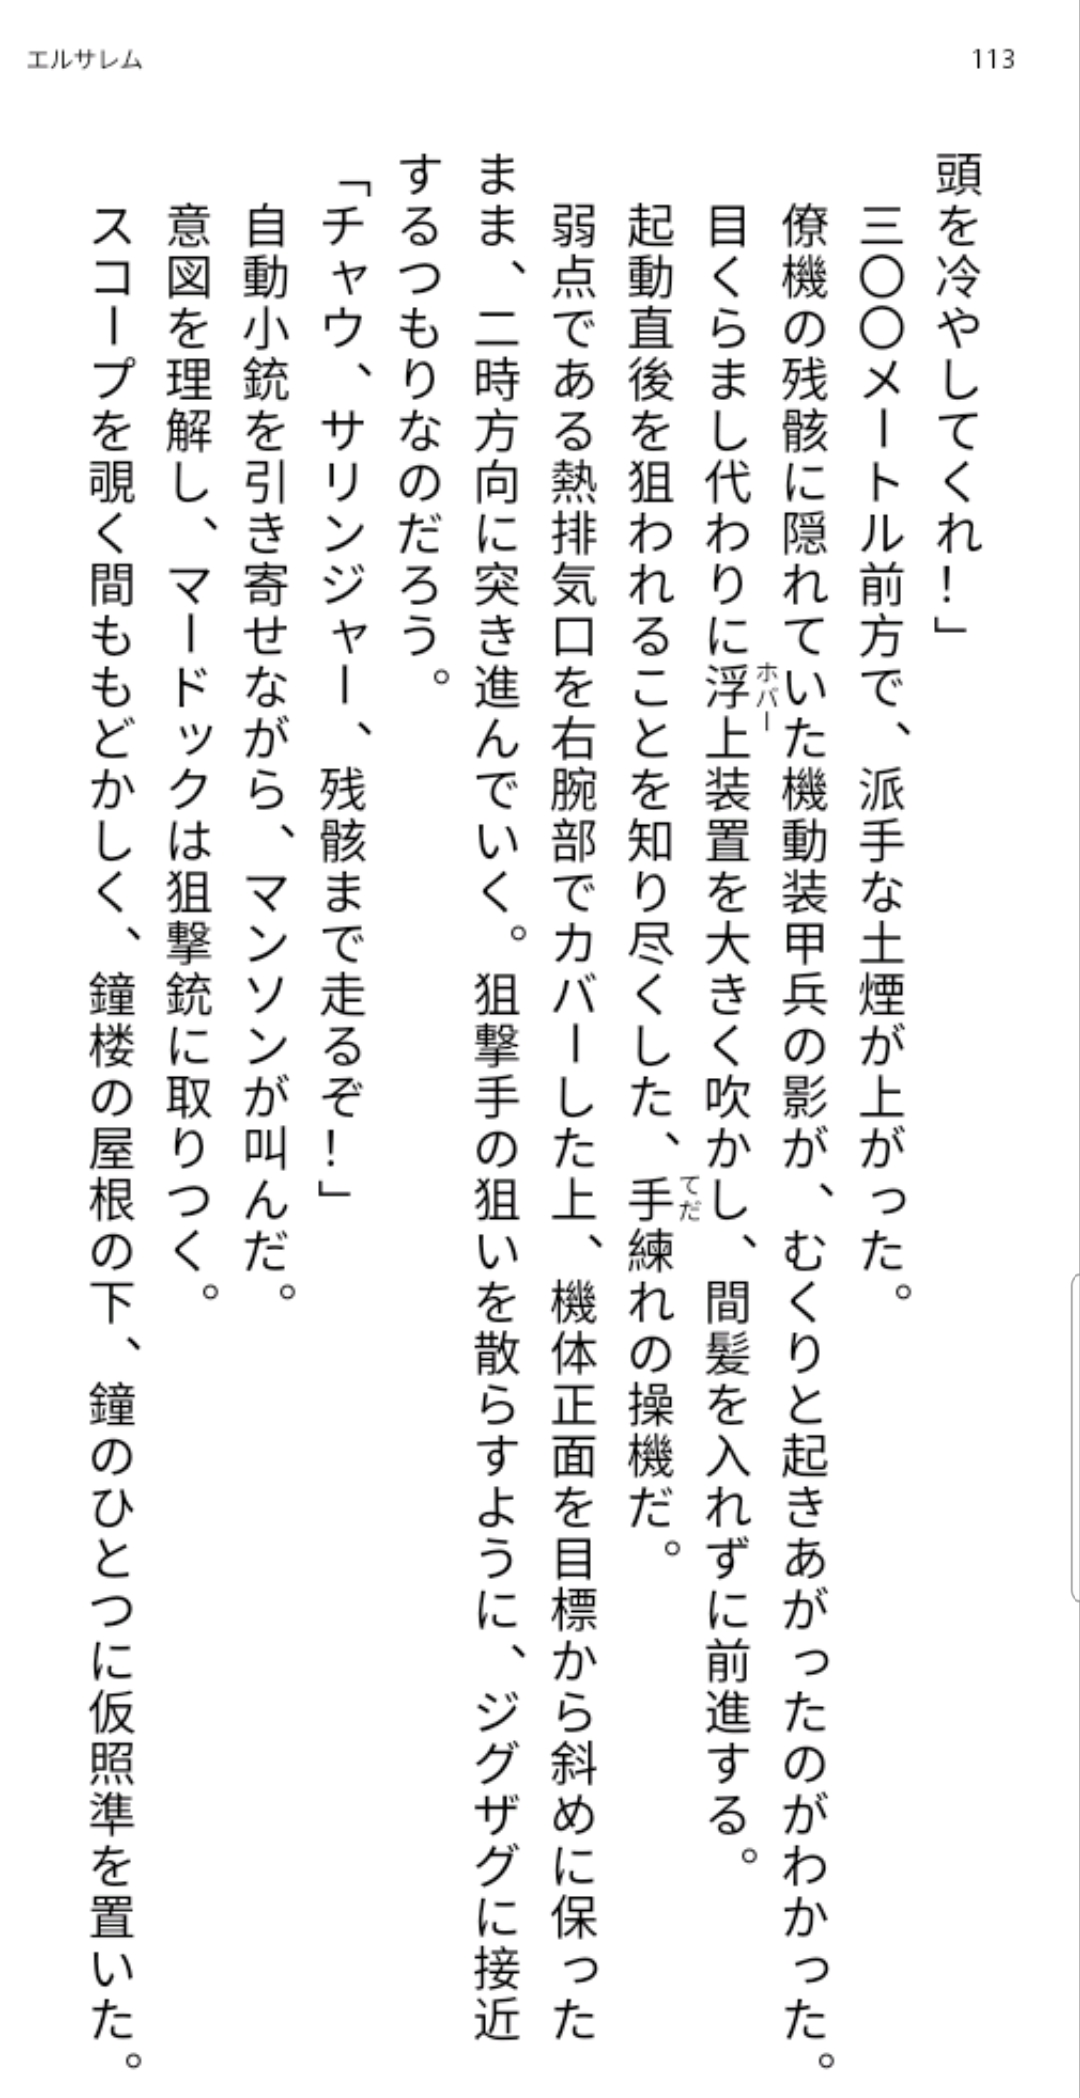 エルサレム
113
頭を冷やしてくれ！」
三〇〇メートル前方で、派手な土煙が上がった。
僚機の残骸に隠れていた機動装甲兵の影が、むくりと起きあがったのがわかった。
目くらまし代わりに浮上装置を大きく吹かし、間髪を入れずに前進する。
ホバー
起動直後を狙われることを知り尽くした、手練れの操機だ。
てだ
弱点である熱排気口を右腕部でカバーした上、機体正面を目標から斜めに保った
まま、二時方向に突き進んでいく。狙撃手の狙いを散らすように、ジグザグに接近
するつもりなのだろう。
「チャウ、サリンジャー、残骸まで走るぞ！」
自動小銃を引き寄せながら、マンソンが叫んだ。
意図を理解し、マードックは狙撃銃に取りつく。
スコープを覗く間ももどかしく、鐘楼の屋根の下、鐘のひとつに仮照準を置いた。